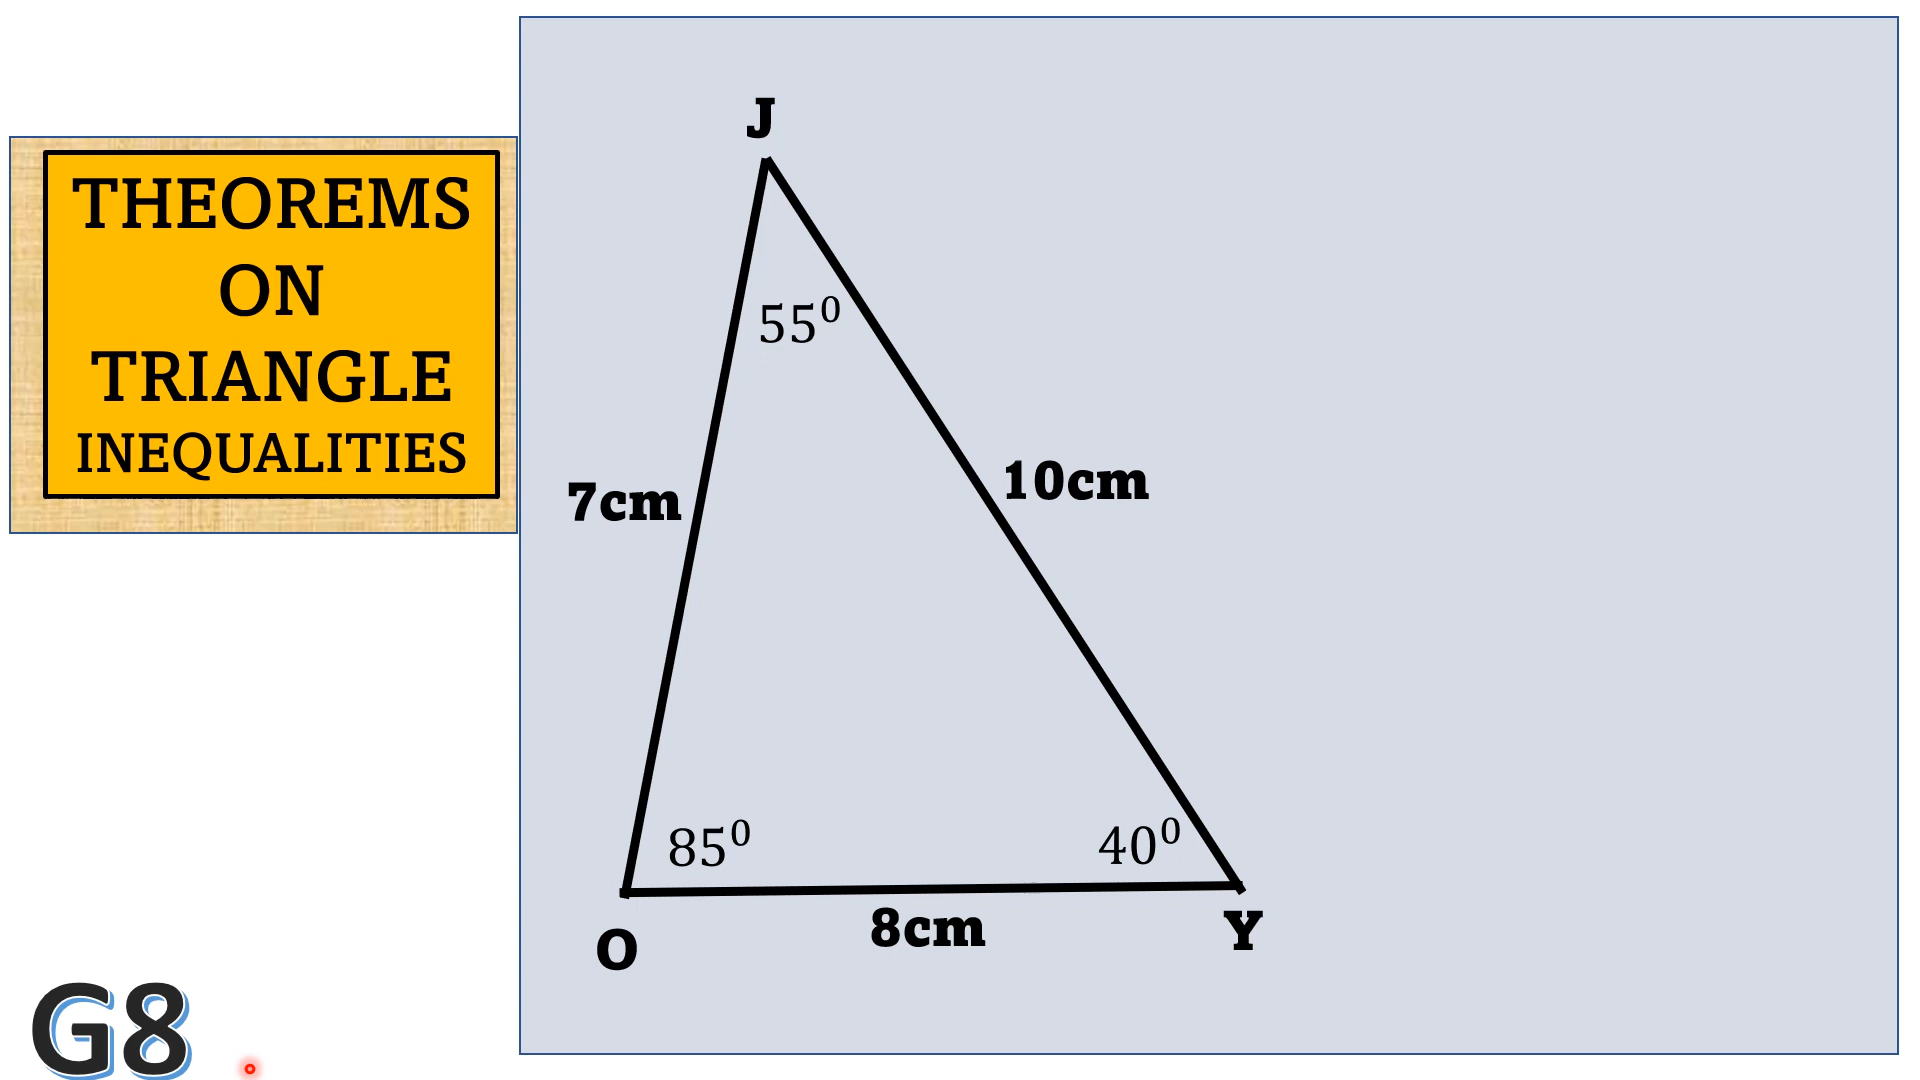 THEOREMS
ON
TRIANGLE
INEQUALITIES
J
55⁰
7cm
10cm
85⁰
40⁰
8cm
O
Y
G8